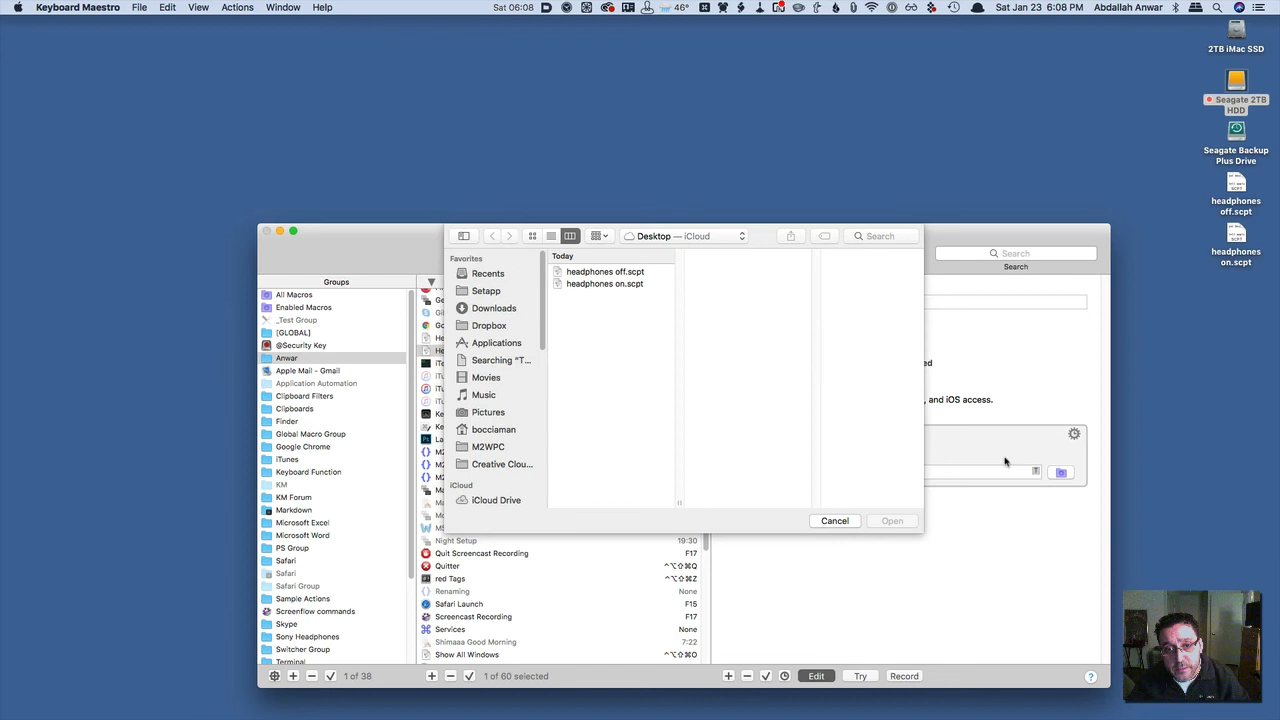 Keyboard Maestro File Edit View Actions Window Help
Sat 06:08
46°
Sat Jan 23 6:08 PM Abdallah Anwar
2TB iMac SSD
Seagate 2TB
HDD
Seagate Backup
Plus Drive
headphones
off.scpt
headphones
on.scpt
Desktop — iCloud
Search
Search
Search
Favorites
Recents
Setapp
Downloads
Dropbox
Applications
Searching “T...
Movies
Music
Pictures
bocciaman
M2WPC
Creative Clou...
iCloud
iCloud Drive
Today
headphones off.scpt
headphones on.scpt
Cancel
Open
Groups
All Macros
Enabled Macros
_Test Group
[GLOBAL]
@Security Key
Anwar
Apple Mail - Gmail
Application Automation
Clipboard Filters
Clipboards
Finder
Global Macro Group
Google Chrome
iTunes
Keyboard Function
KM
KM Forum
Markdown
Microsoft Excel
Microsoft Word
PS Group
Safari
Safari
Safari Group
Sample Actions
Screenflow commands
Skype
Sony Headphones
Switcher Group
Terminal
Night Setup 19:30
Quit Screencast Recording F17
Quitter ^⌥⇧⌘Q
red Tags ^⌥⇧⌘Z
Renaming None
Safari Launch F15
Screencast Recording F17
Services None
Shimaaa Good Morning 7:22
Show All Windows ^⌥⇧⌘O
ed
, and iOS access.
1 of 38
1 of 60 selected
Edit
Try
Record
?